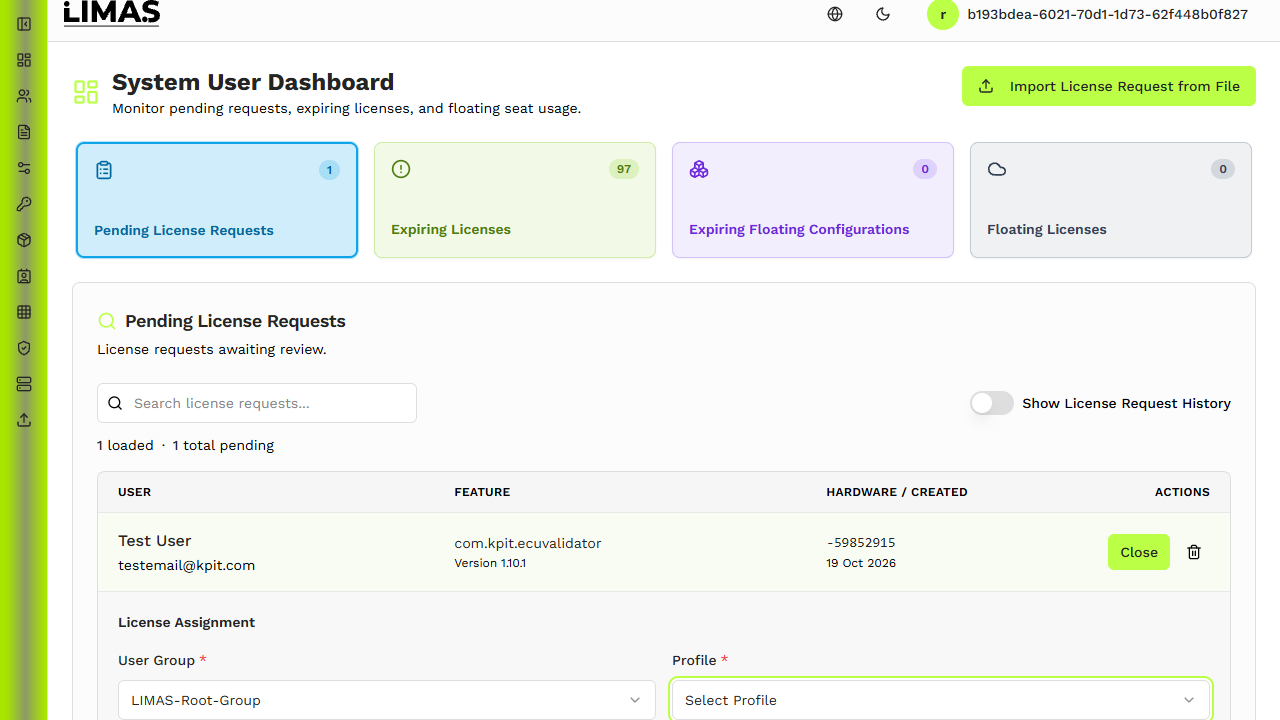 LIMAS
r
b193bdea-6021-70d1-1d73-62f448b0f827
System User Dashboard
Monitor pending requests, expiring licenses, and floating seat usage.
Import License Request from File
1
Pending License Requests
97
Expiring Licenses
0
Expiring Floating Configurations
0
Floating Licenses
Pending License Requests
License requests awaiting review.
Search license requests...
Show License Request History
1 loaded · 1 total pending
USER FEATURE HARDWARE / CREATED ACTIONS
Test User com.kpit.ecuvalidator -59852915
testemail@kpit.com Version 1.10.1 19 Oct 2026
Close
License Assignment
User Group * Profile *
LIMAS-Root-Group Select Profile